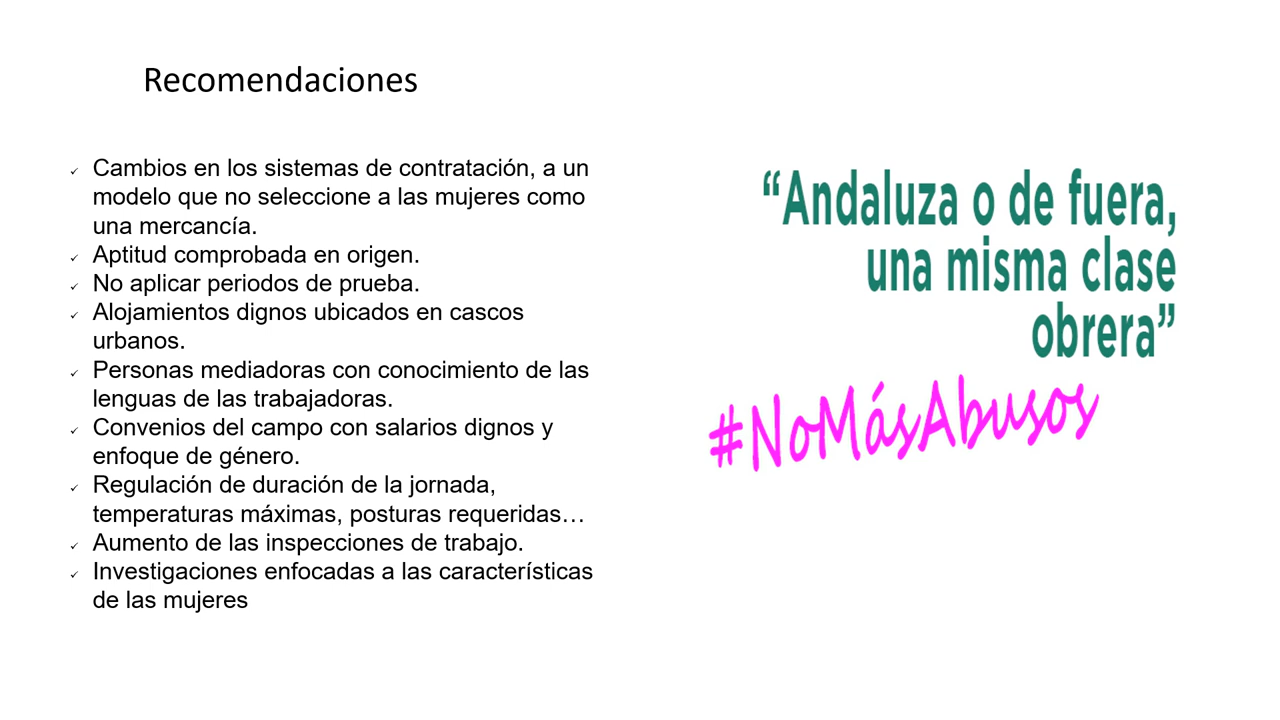 Recomendaciones
✓ Cambios en los sistemas de contratación, a un
modelo que no seleccione a las mujeres como
una mercancía.
✓ Aptitud comprobada en origen.
✓ No aplicar periodos de prueba.
✓ Alojamientos dignos ubicados en cascos
urbanos.
✓ Personas mediadoras con conocimiento de las
lenguas de las trabajadoras.
✓ Convenios del campo con salarios dignos y
enfoque de género.
✓ Regulación de duración de la jornada,
temperaturas máximas, posturas requeridas…
✓ Aumento de las inspecciones de trabajo.
✓ Investigaciones enfocadas a las características
de las mujeres
“Andaluza o de fuera,
una misma clase
obrera”
#NoMásAbusos